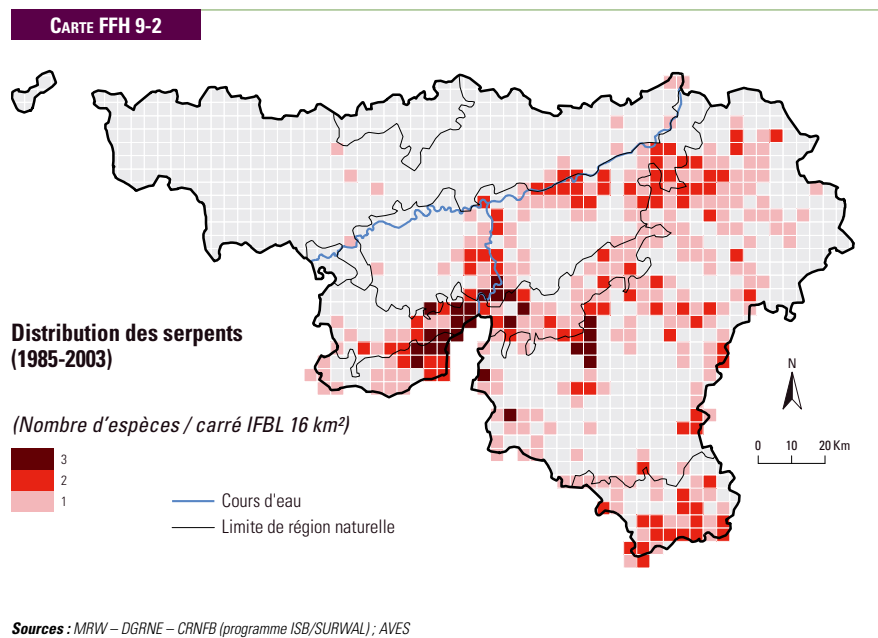 CARTE FFH 9-2
Distribution des serpents
(1985-2003)
(Nombre d'espèces / carré IFBL 16 km²)
3
2
1
Cours d'eau
Limite de région naturelle
N
0 10 20 Km
Sources : MRW – DGRNE – CRNFB (programme ISB/SURWAL) ; AVES